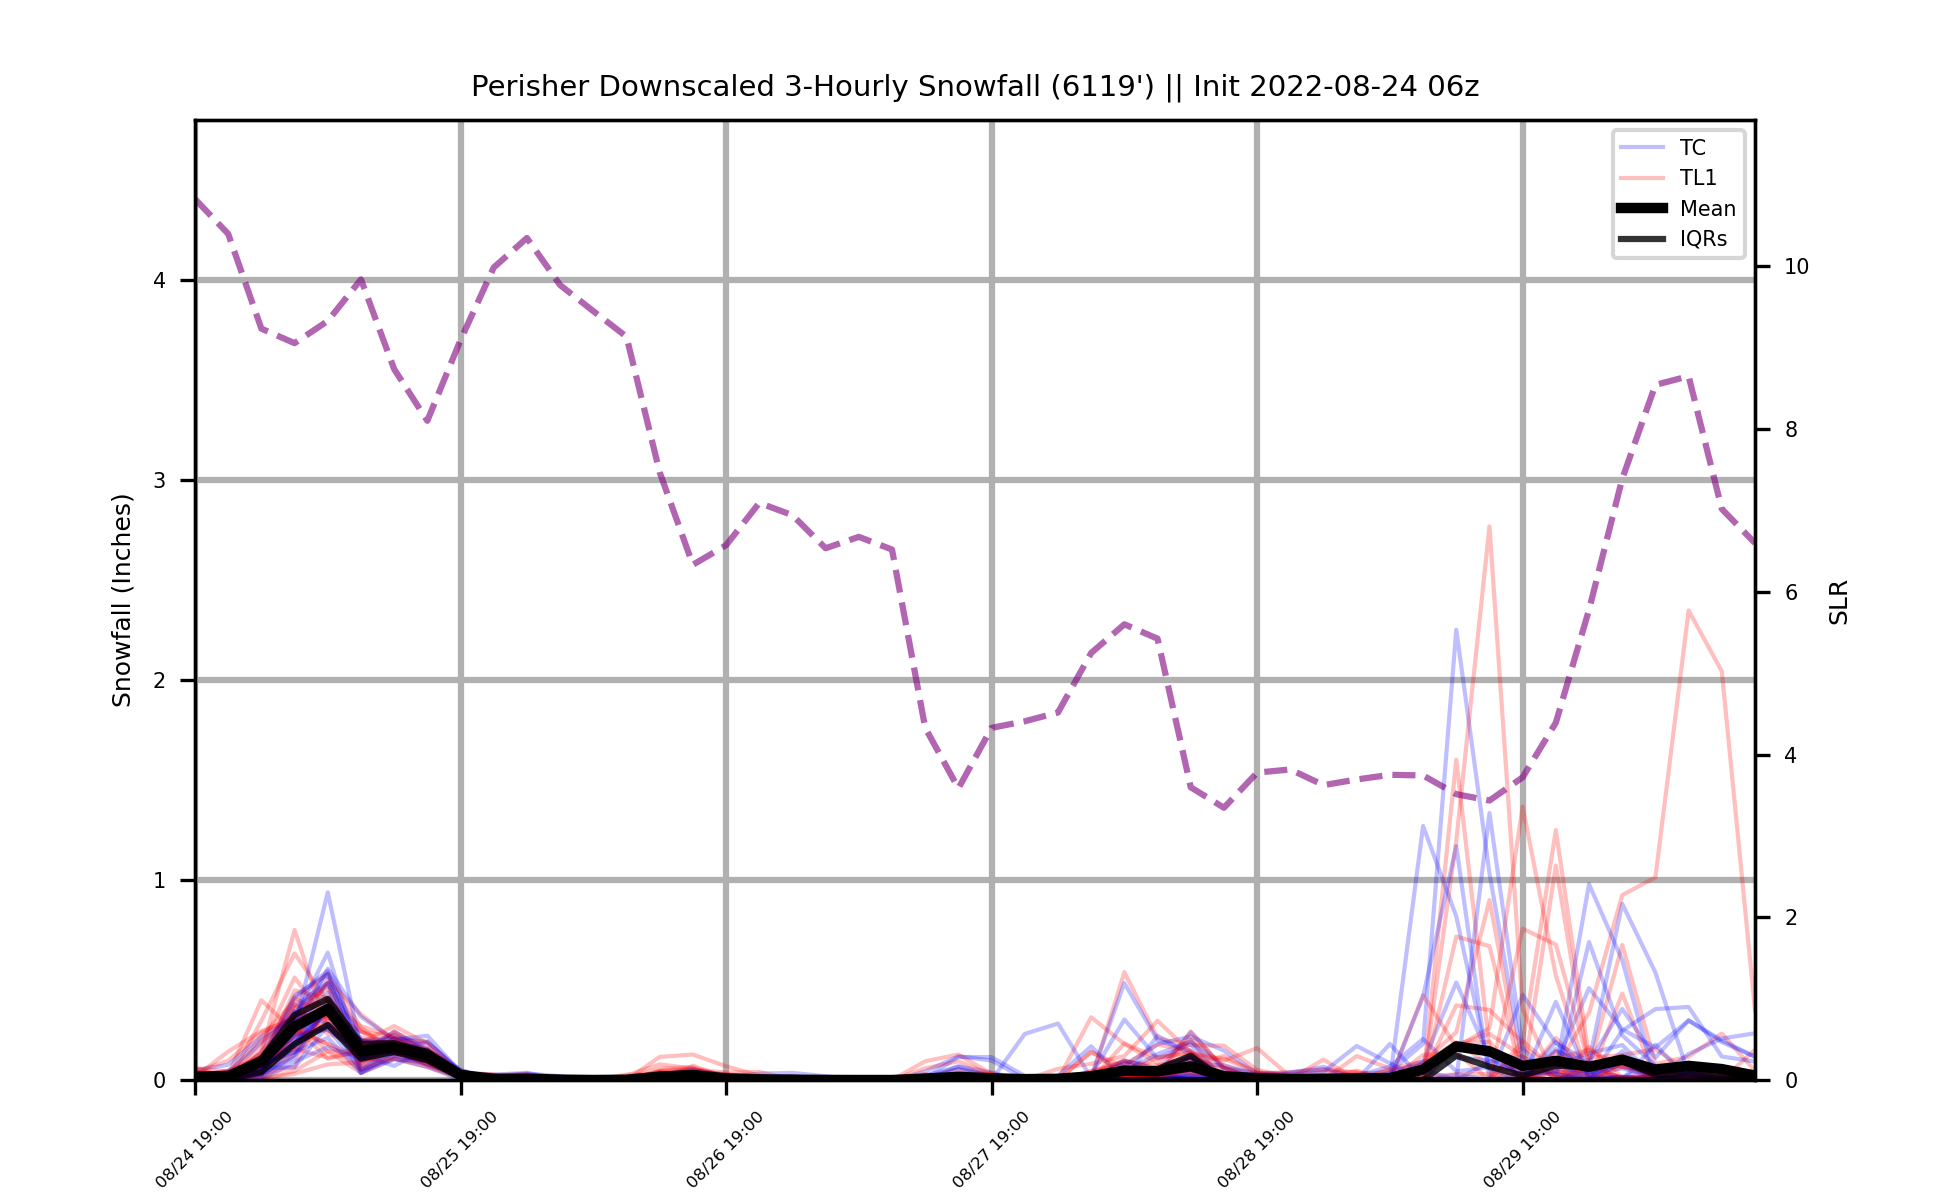 Perisher Downscaled 3-Hourly Snowfall (6119') || Init 2022-08-24 06z
TC
TL1
Mean
IQRs
Snowfall (Inches)
4
3
2
1
0
10
8
6
4
2
0
SLR
08/24 19:00
08/25 19:00
08/26 19:00
08/27 19:00
08/28 19:00
08/29 19:00